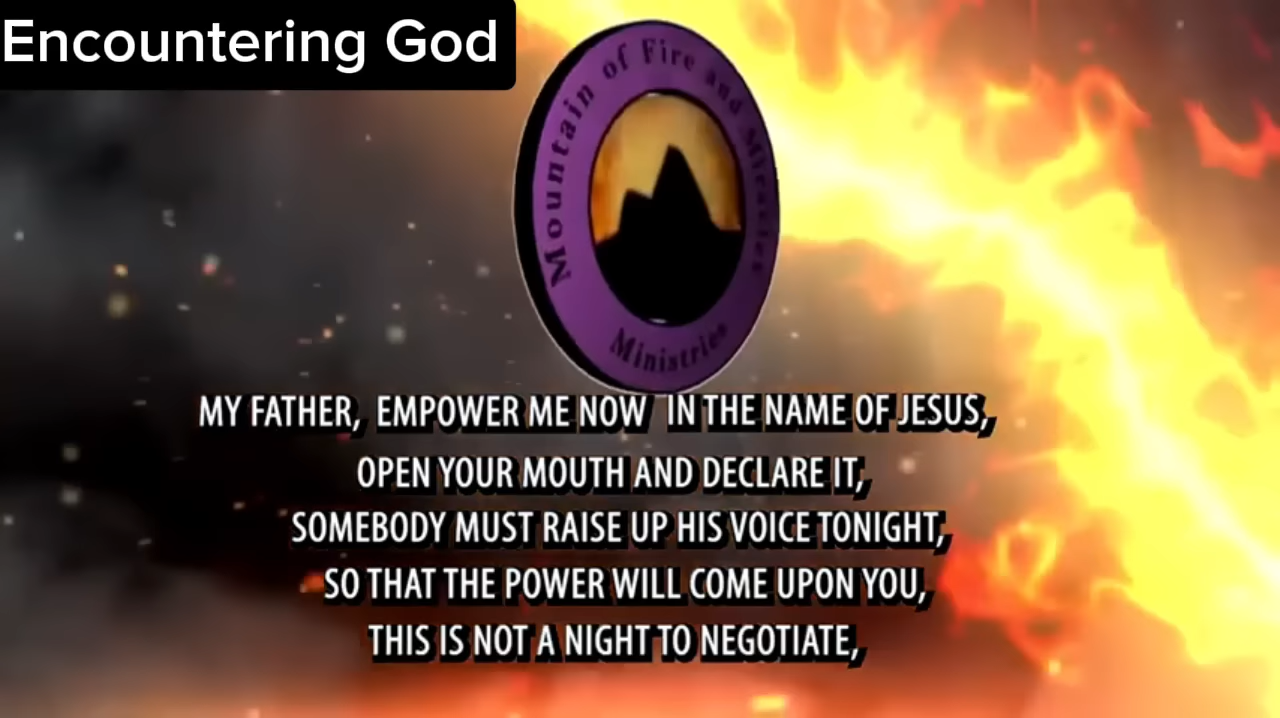 Encountering God
Mountain of Fire and Miracles
Ministries
MY FATHER, EMPOWER ME NOW IN THE NAME OF JESUS,
OPEN YOUR MOUTH AND DECLARE IT,
SOMEBODY MUST RAISE UP HIS VOICE TONIGHT,
SO THAT THE POWER WILL COME UPON YOU,
THIS IS NOT A NIGHT TO NEGOTIATE,